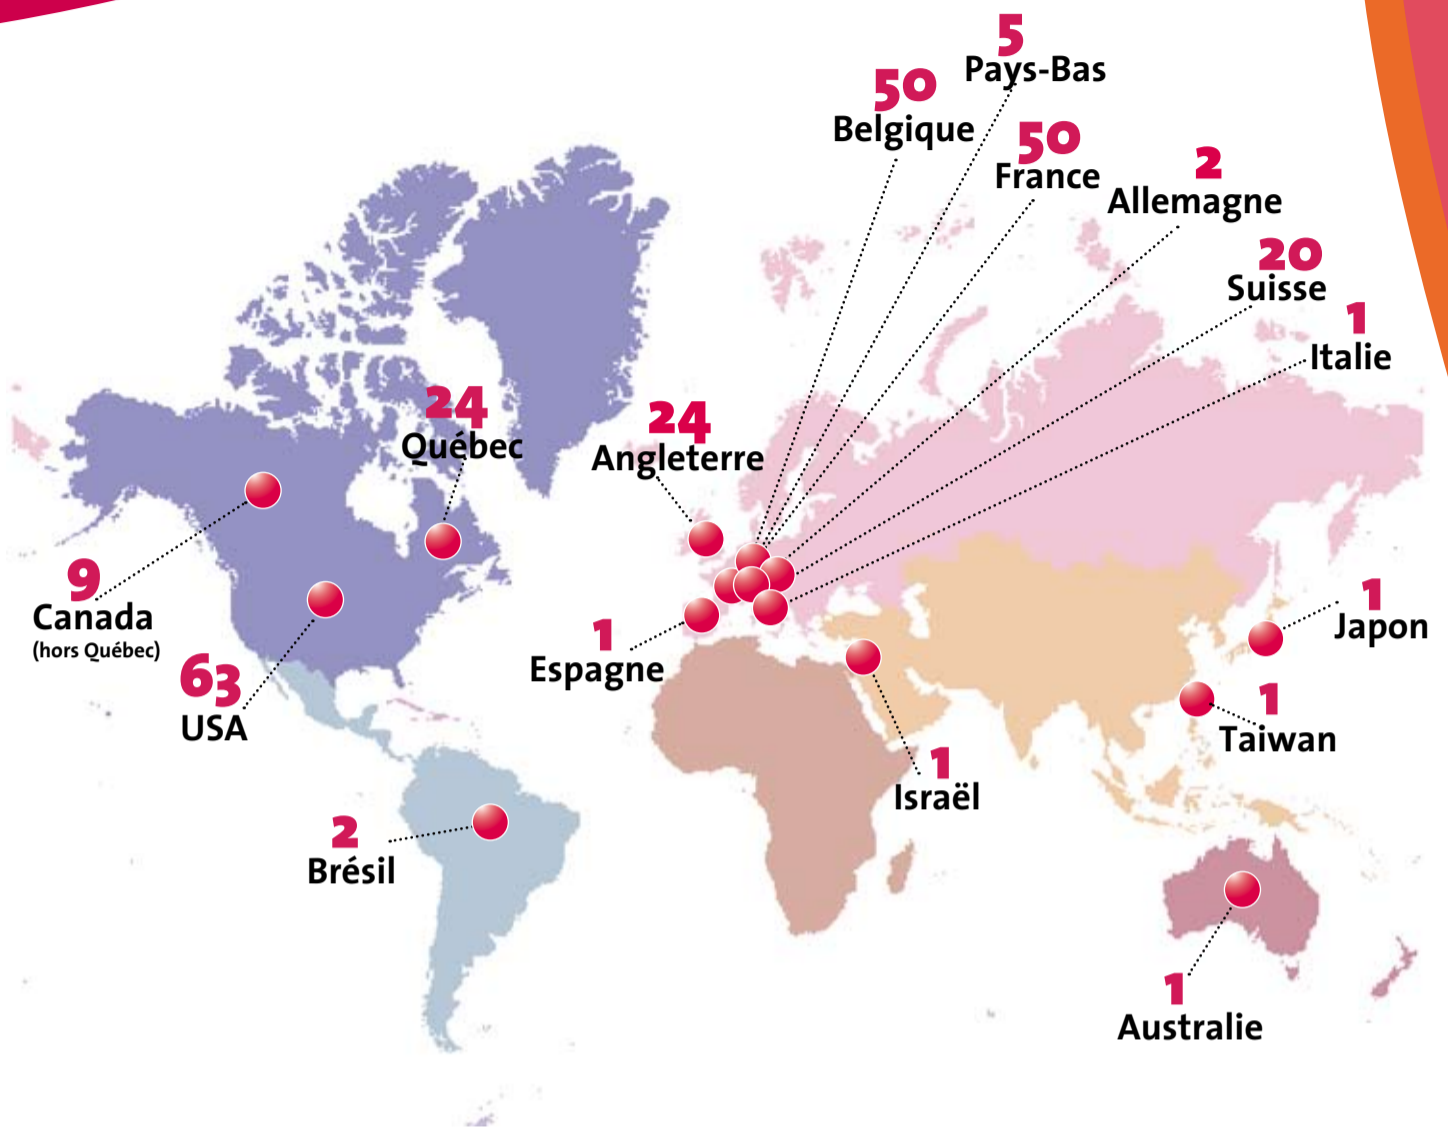 5
Pays-Bas
50
Belgique
50
France
2
Allemagne
20
Suisse
1
Italie
24
Québec
24
Angleterre
9
Canada
(hors Québec)
63
USA
1
Espagne
1
Japon
1
Taiwan
1
Israël
2
Brésil
1
Australie